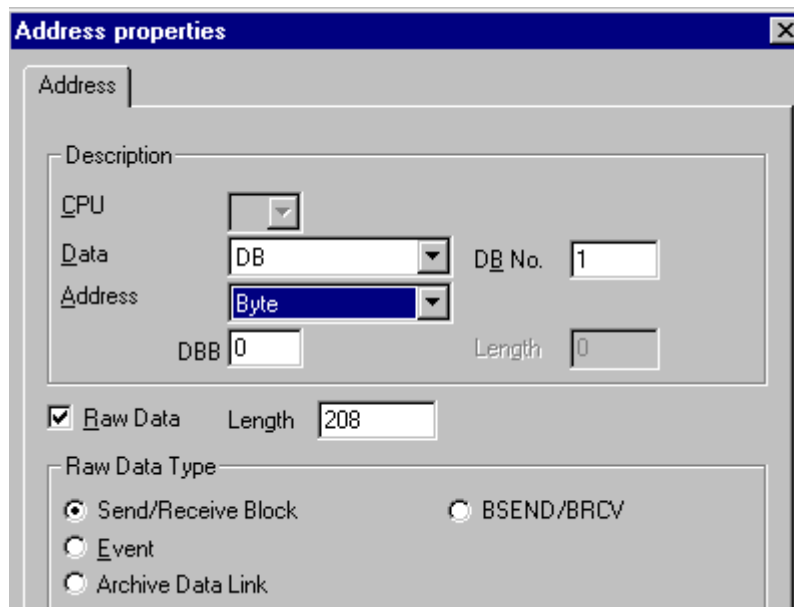 Address properties
Address
Description
CPU
Data DB DB No. 1
Address Byte
DBB 0 Length 0
Raw Data Length 208
Raw Data Type
Send/Receive Block BSEND/BRCV
Event
Archive Data Link